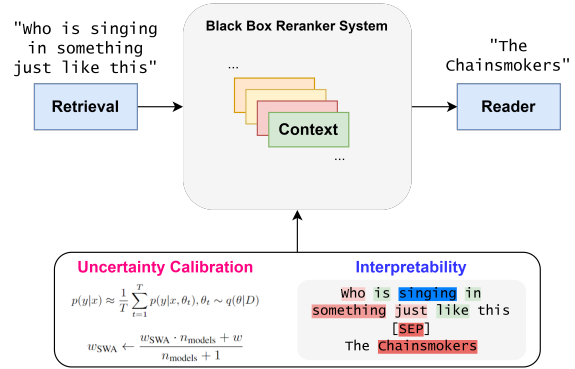 "Who is singing
in something
just like this"
Retrieval
Black Box Reranker System
...
Context
...
"The
Chainsmokers"
Reader
Uncertainty Calibration
p(y|x) ≈ 1/T ∑_{t=1}^{T} p(y|x, θ_t), θ_t ∼ q(θ|D)
w_SWA ← (w_SWA · n_models + w) / (n_models + 1)
Interpretability
Who is singing in
something just like this
[SEP]
The Chainsmokers